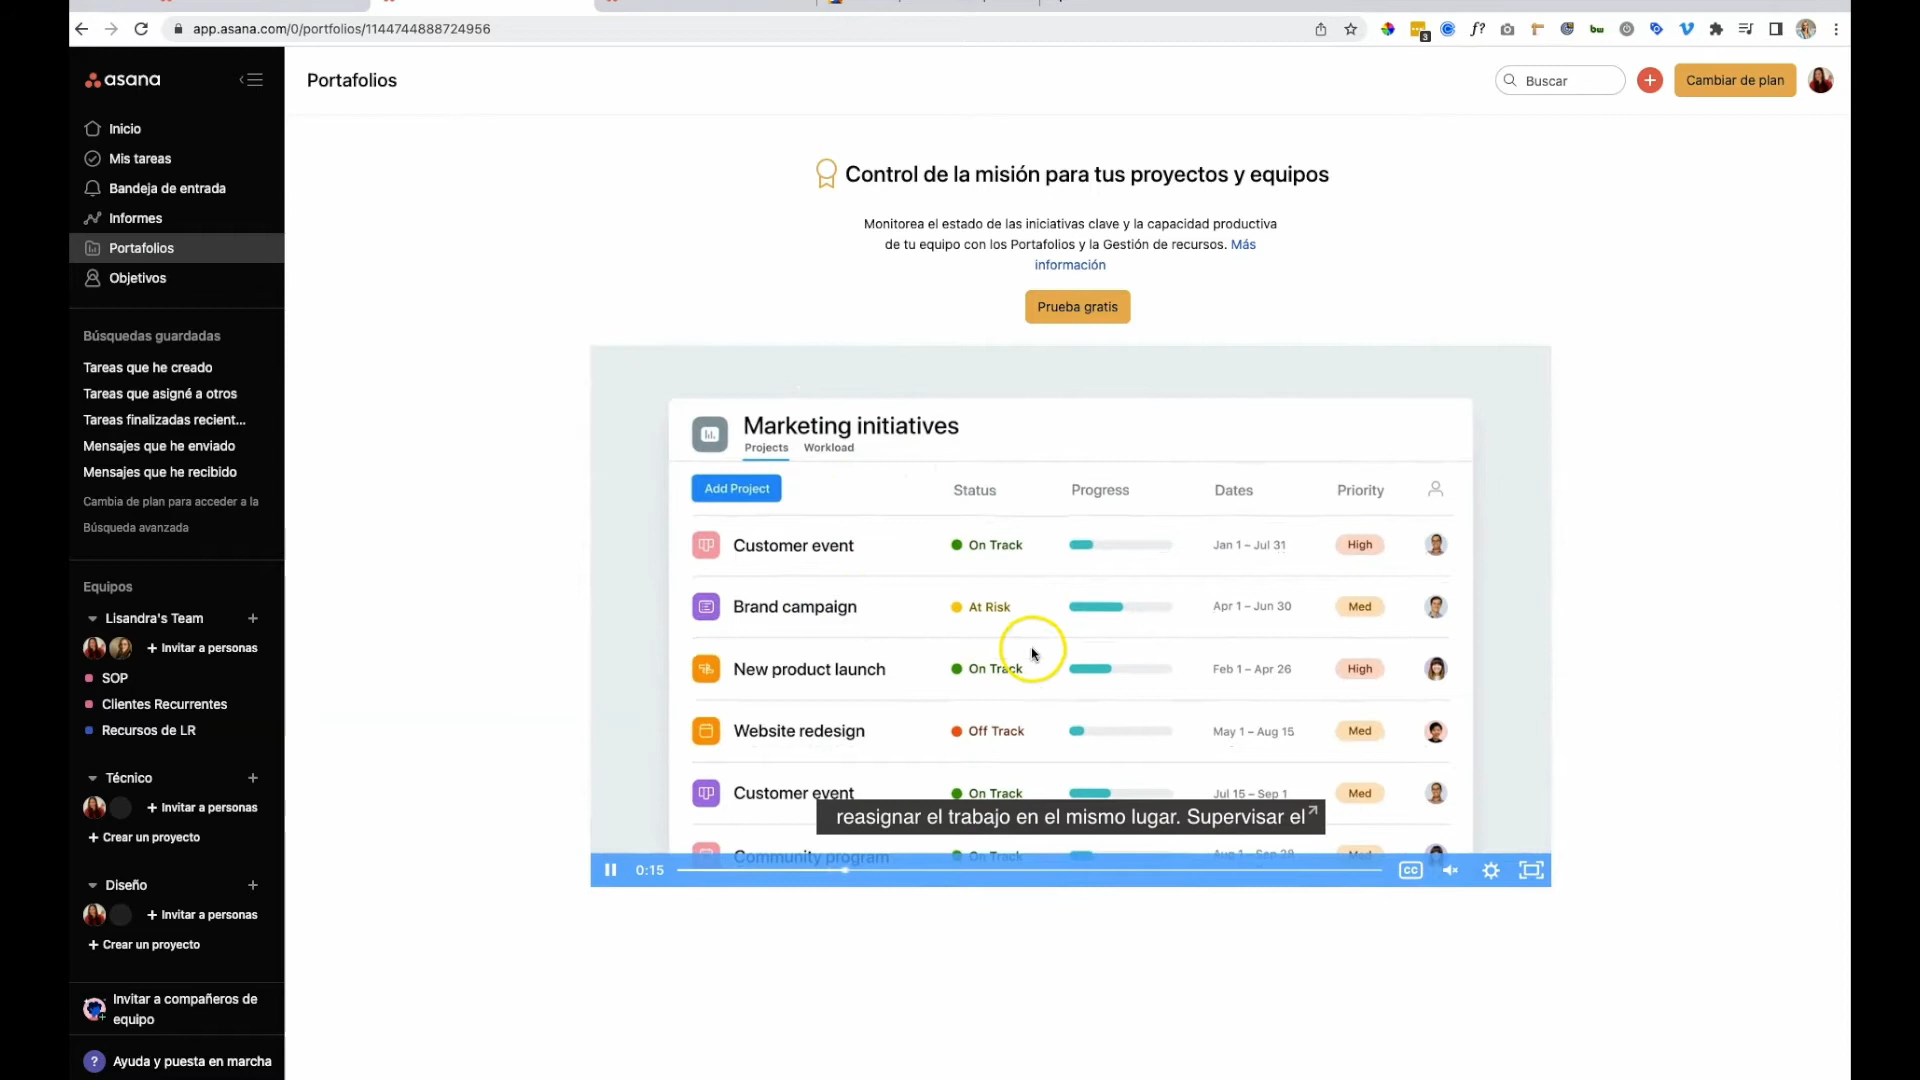 app.asana.com/0/portfolios/1144744888724956
3
asana
Portafolios
Buscar
Cambiar de plan
Inicio
Mis tareas
Bandeja de entrada
Informes
Portafolios
Objetivos
Búsquedas guardadas
Tareas que he creado
Tareas que asigné a otros
Tareas finalizadas recient...
Mensajes que he enviado
Mensajes que he recibido
Cambia de plan para acceder a la
Búsqueda avanzada
Equipos
Lisandra's Team
+ Invitar a personas
SOP
Clientes Recurrentes
Recursos de LR
Técnico
+ Invitar a personas
+ Crear un proyecto
Diseño
+ Invitar a personas
+ Crear un proyecto
Invitar a compañeros de
equipo
? Ayuda y puesta en marcha
Control de la misión para tus proyectos y equipos
Monitorea el estado de las iniciativas clave y la capacidad productiva
de tu equipo con los Portafolios y la Gestión de recursos. Más
información
Prueba gratis
Marketing initiatives
Projects Workload
Add Project Status Progress Dates Priority
Customer event On Track Jan 1 – Jul 31 High
Brand campaign At Risk Apr 1 – Jun 30 Med
New product launch On Track Feb 1 – Apr 26 High
Website redesign Off Track May 1 – Aug 15 Med
Customer event On Track Jul 15 – Sep 1 Med
reasignar el trabajo en el mismo lugar. Supervisar el
Community program On Track Aug 1 – Sep 28 Med
0:15 CC